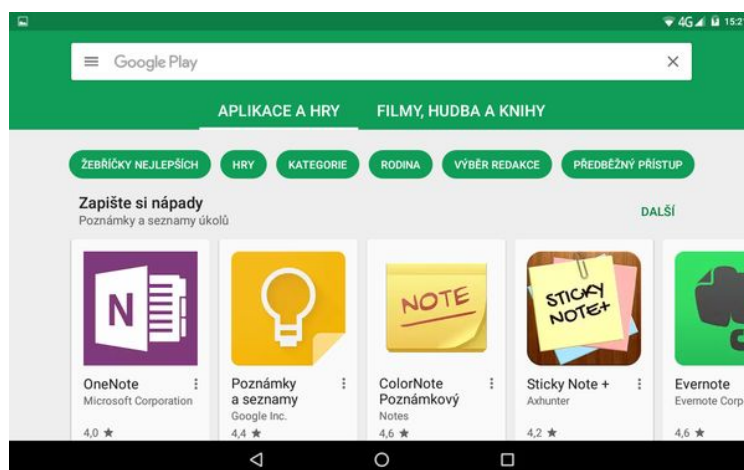 4G 15:21
Google Play
APLIKACE A HRY FILMY, HUDBA A KNIHY
ŽEBŘÍČKY NEJLEPŠÍCH HRY KATEGORIE RODINA VÝBĚR REDAKCE PŘEDBĚŽNÝ PŘÍSTUP
Zapište si nápady
Poznámky a seznamy úkolů
DALŠÍ
N
NOTE
STICKY
NOTE+
OneNote
Microsoft Corporation
4,0 ★
Poznámky
a seznamy
Google Inc.
4,4 ★
ColorNote
Poznámkový
Notes
4,6 ★
Sticky Note +
Axhunter
4,2 ★
Evernote
Evernote Corp
4,6 ★